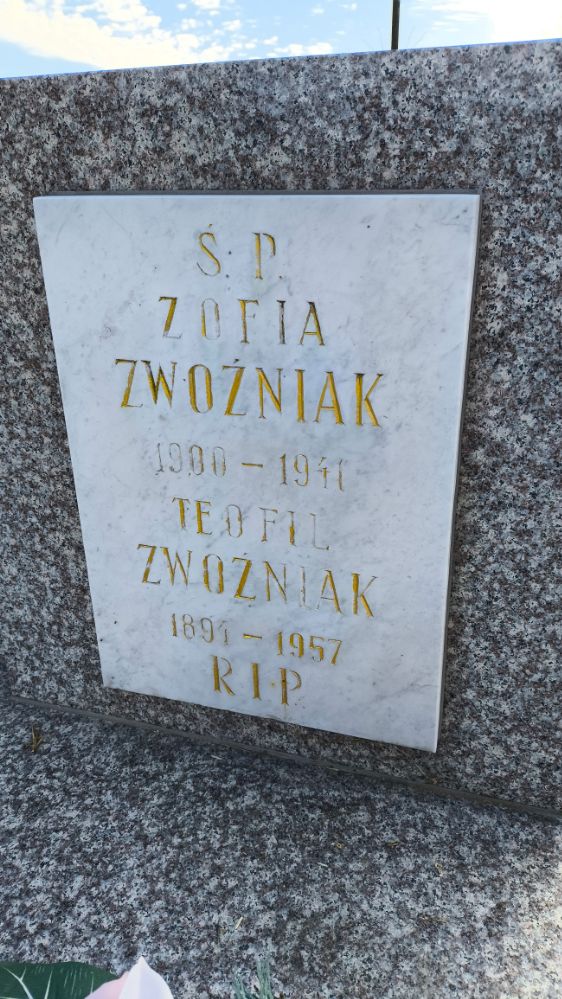 Ś. P.
ZOFIA
ZWOŹNIAK
1900 – 1941
TEOFIL
ZWOŹNIAK
1891 – 1957
R.I.P.